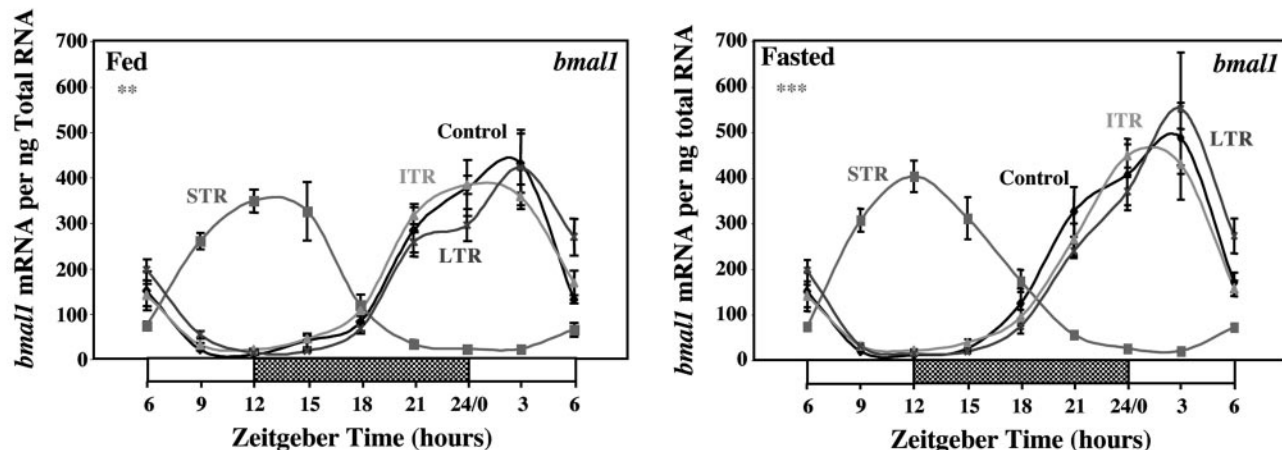 Fed
bmal1
**
Control
STR
ITR
LTR
bmal1 mRNA per ng Total RNA
700
600
500
400
300
200
100
0
6 9 12 15 18 21 24/0 3 6
Zeitgeber Time (hours)
Fasted
bmal1
***
ITR
LTR
STR
Control
bmal1 mRNA per ng total RNA
700
600
500
400
300
200
100
0
6 9 12 15 18 21 24/0 3 6
Zeitgeber Time (hours)